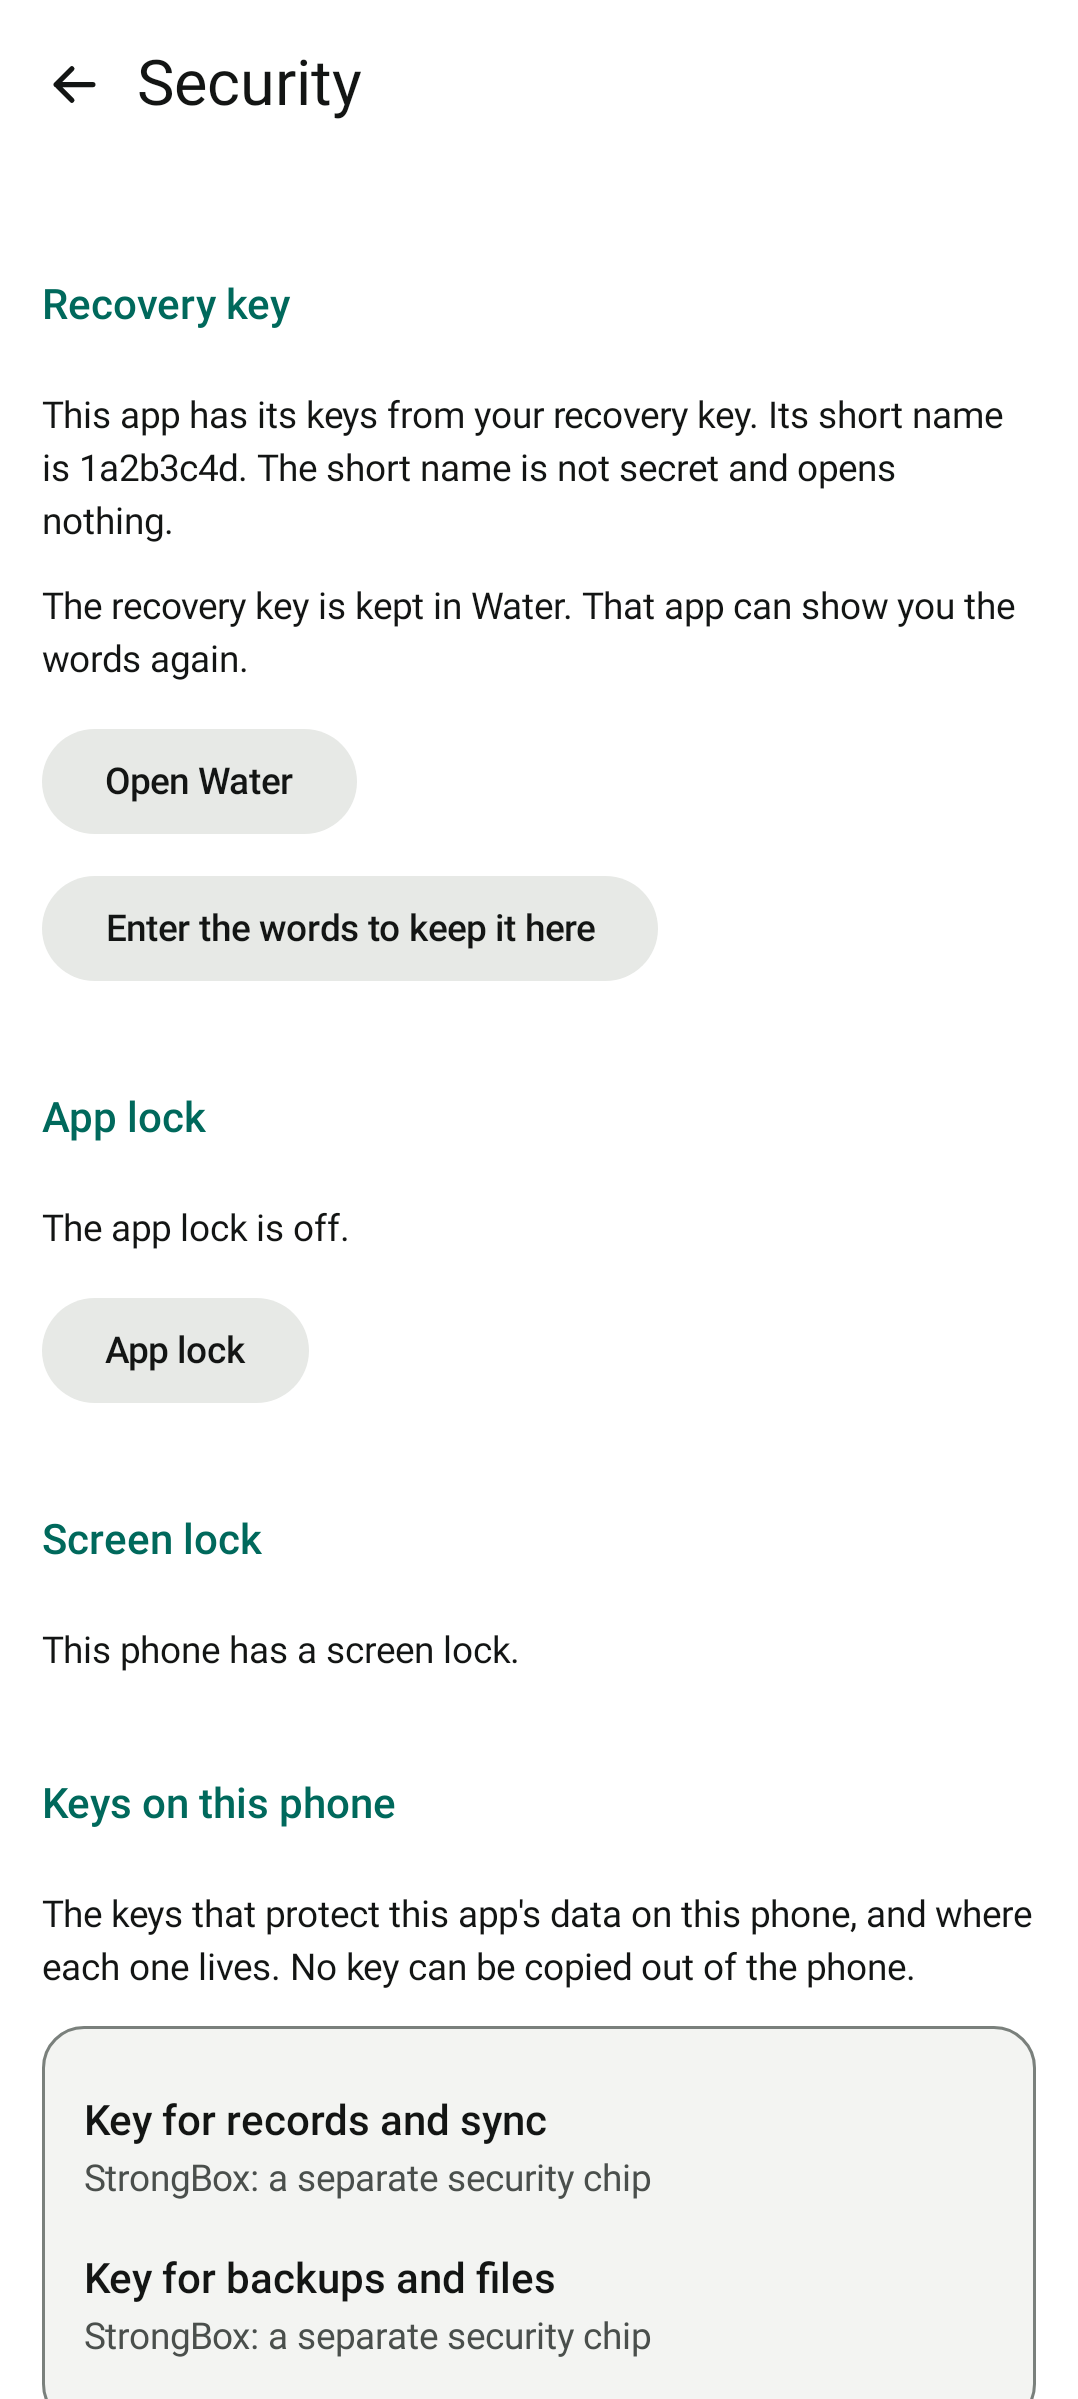 Security
Recovery key
This app has its keys from your recovery key. Its short name
is 1a2b3c4d. The short name is not secret and opens
nothing.
The recovery key is kept in Water. That app can show you the
words again.
Open Water
Enter the words to keep it here
App lock
The app lock is off.
App lock
Screen lock
This phone has a screen lock.
Keys on this phone
The keys that protect this app's data on this phone, and where
each one lives. No key can be copied out of the phone.
Key for records and sync
StrongBox: a separate security chip
Key for backups and files
StrongBox: a separate security chip